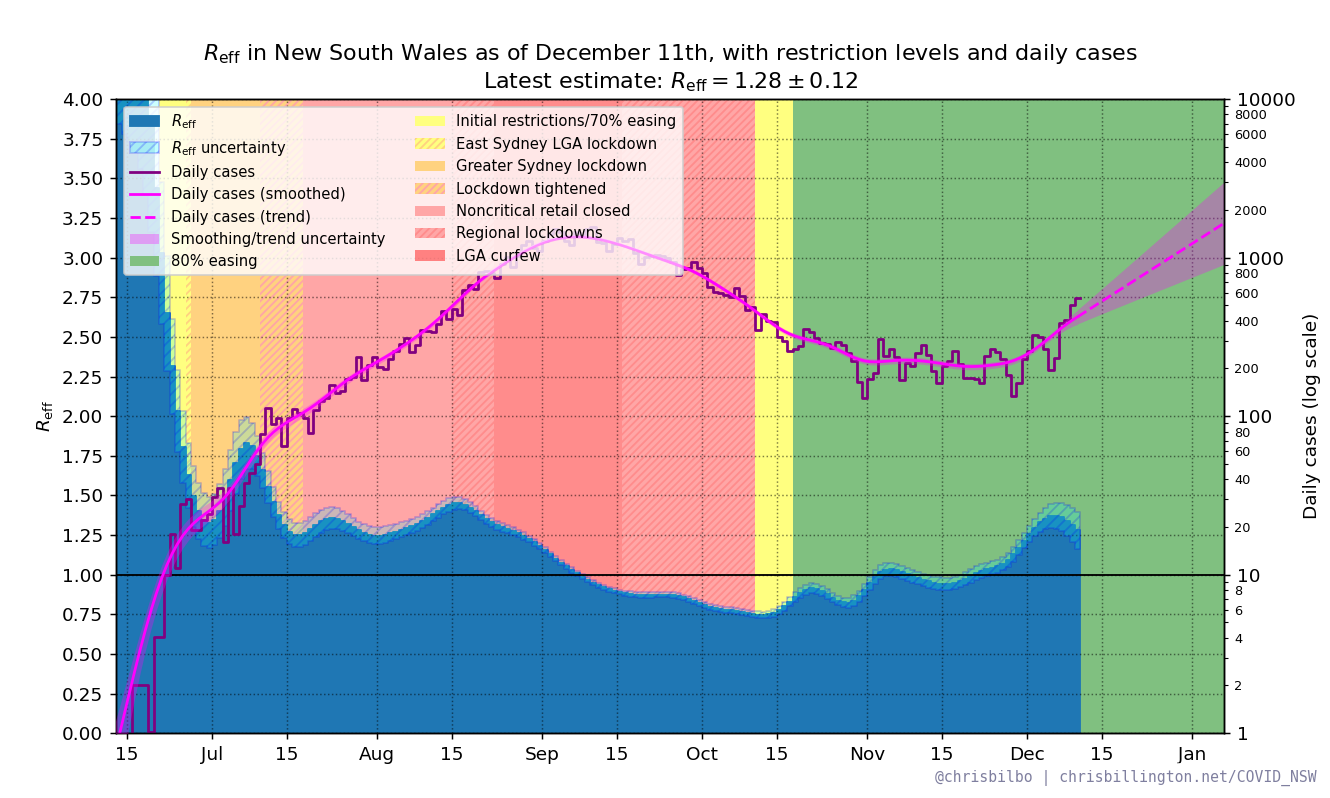 R_eff in New South Wales as of December 11th, with restriction levels and daily cases
Latest estimate: R_eff = 1.28 ± 0.12
R_eff
R_eff uncertainty
Daily cases
Daily cases (smoothed)
Daily cases (trend)
Smoothing/trend uncertainty
80% easing
Initial restrictions/70% easing
East Sydney LGA lockdown
Greater Sydney lockdown
Lockdown tightened
Noncritical retail closed
Regional lockdowns
LGA curfew
R_eff
4.00
3.75
3.50
3.25
3.00
2.75
2.50
2.25
2.00
1.75
1.50
1.25
1.00
0.75
0.50
0.25
0.00
10000
8000
6000
4000
2000
1000
800
600
400
200
100
80
60
40
20
10
8
6
4
2
1
Daily cases (log scale)
15 Jul 15 Aug 15 Sep 15 Oct 15 Nov 15 Dec 15 Jan
@chrisbilbo | chrisbillington.net/COVID_NSW